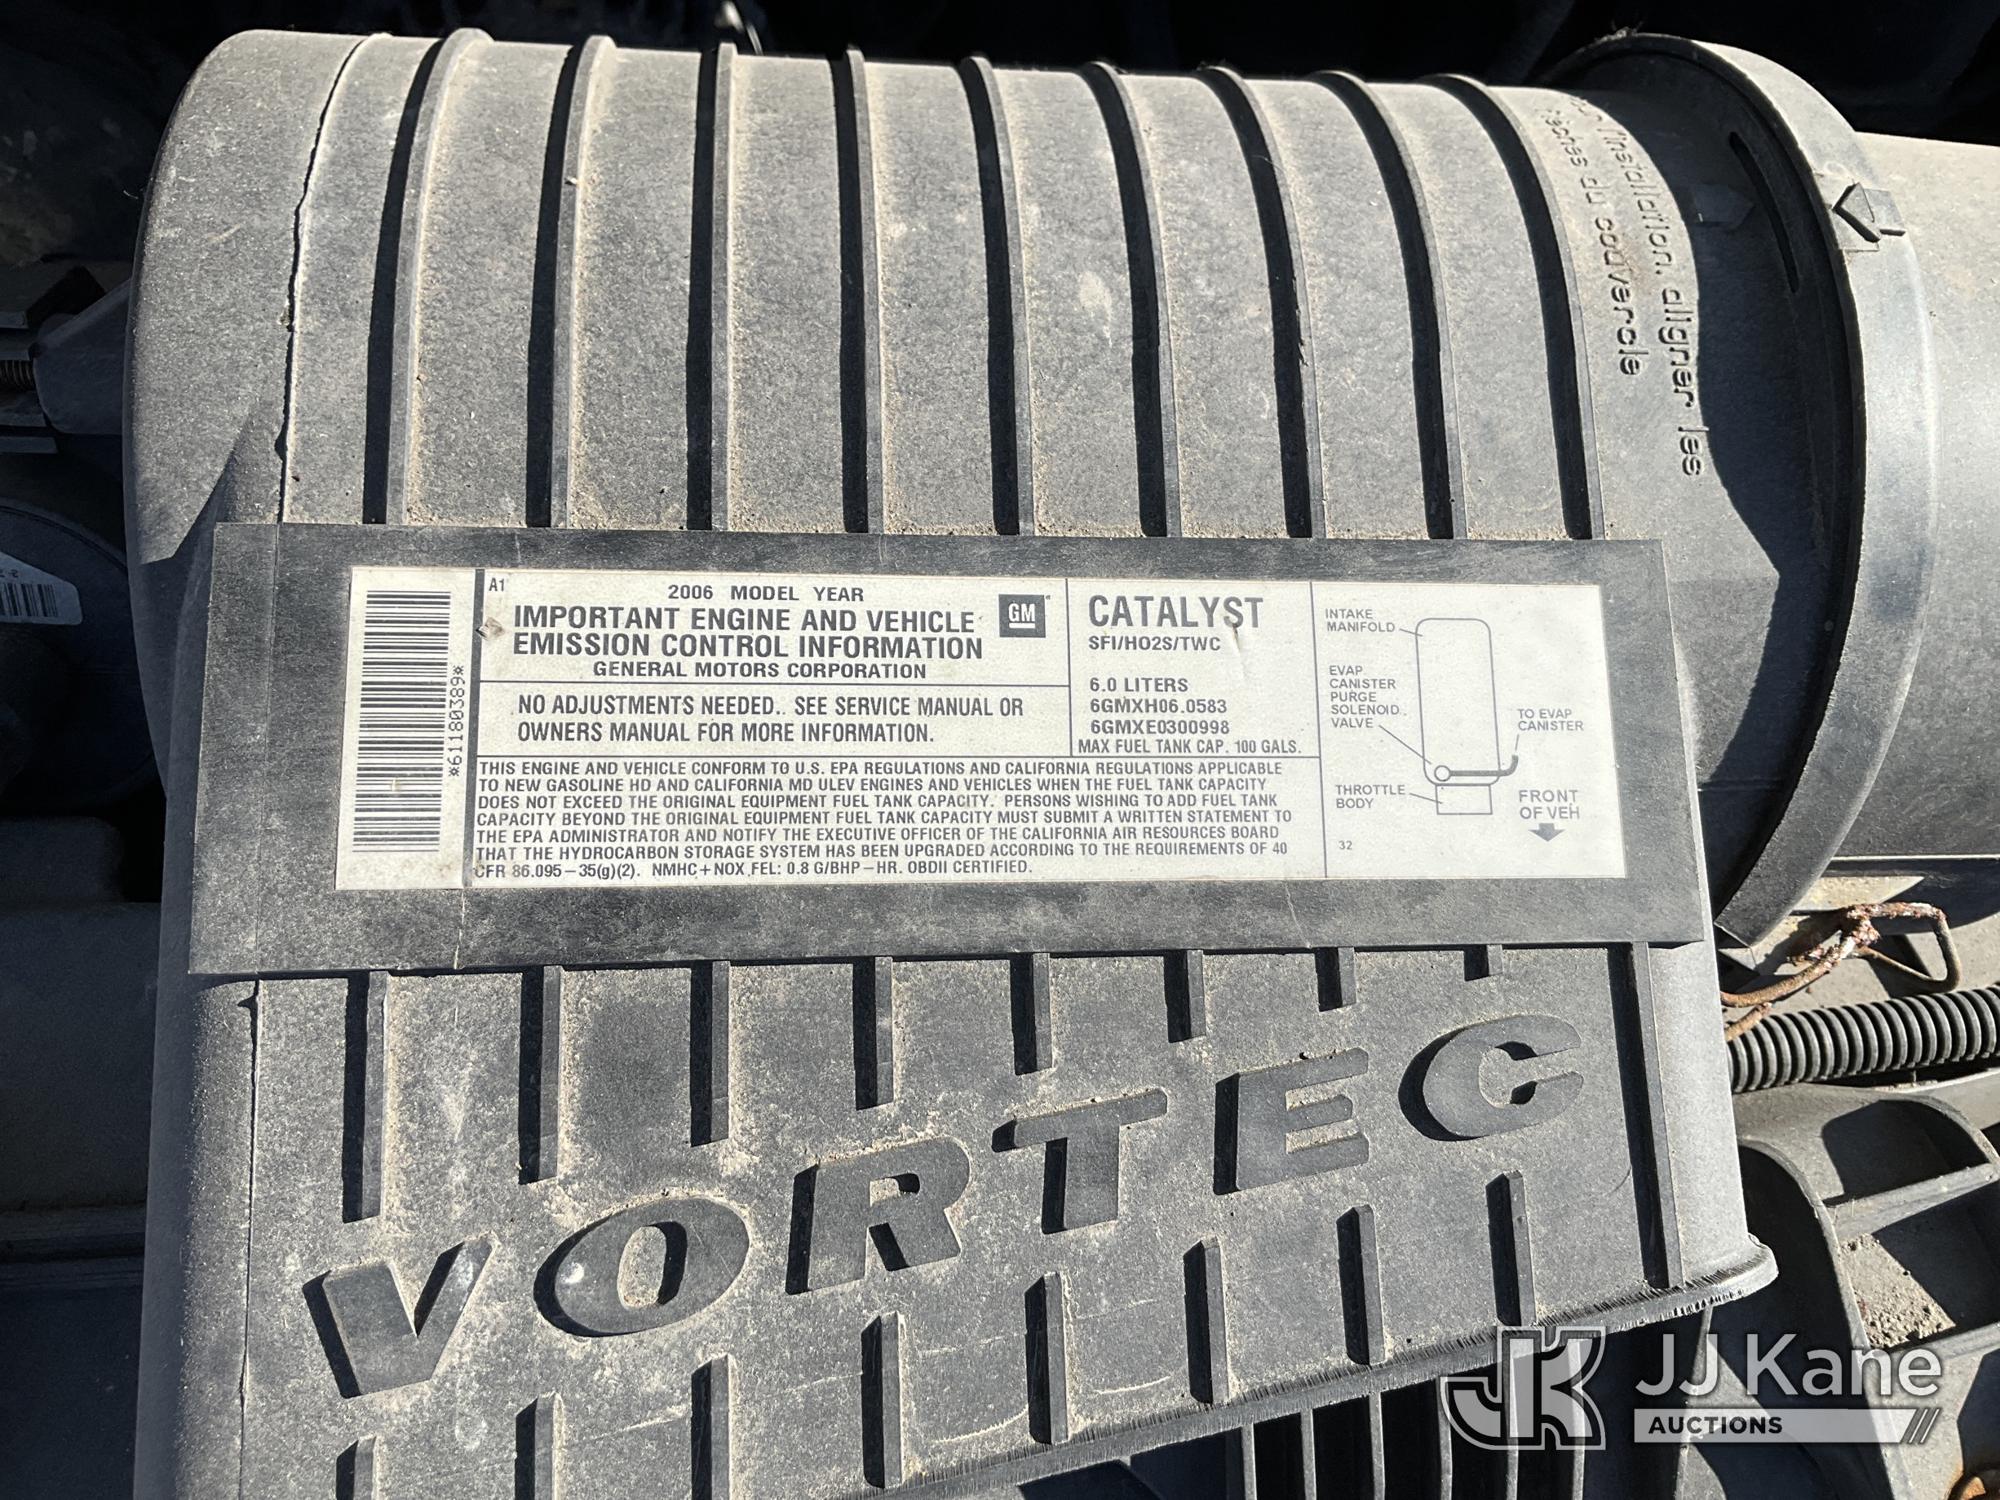 l'installation, aligner les
du couvercle
*61180389*
A1
2006 MODEL YEAR
IMPORTANT ENGINE AND VEHICLE
EMISSION CONTROL INFORMATION
GENERAL MOTORS CORPORATION
GM
NO ADJUSTMENTS NEEDED.. SEE SERVICE MANUAL OR
OWNERS MANUAL FOR MORE INFORMATION.
CATALYST
SFI/HO2S/TWC
6.0 LITERS
6GMXH06.0583
6GMXE0300998
MAX FUEL TANK CAP. 100 GALS.
THIS ENGINE AND VEHICLE CONFORM TO U.S. EPA REGULATIONS AND CALIFORNIA REGULATIONS APPLICABLE
TO NEW GASOLINE HD AND CALIFORNIA MD ULEV ENGINES AND VEHICLES WHEN THE FUEL TANK CAPACITY
DOES NOT EXCEED THE ORIGINAL EQUIPMENT FUEL TANK CAPACITY. PERSONS WISHING TO ADD FUEL TANK
CAPACITY BEYOND THE ORIGINAL EQUIPMENT FUEL TANK CAPACITY MUST SUBMIT A WRITTEN STATEMENT TO
THE EPA ADMINISTRATOR AND NOTIFY THE EXECUTIVE OFFICER OF THE CALIFORNIA AIR RESOURCES BOARD
THAT THE HYDROCARBON STORAGE SYSTEM HAS BEEN UPGRADED ACCORDING TO THE REQUIREMENTS OF 40
CFR 86.095-35(g)(2). NMHC+NOX FEL: 0.8 G/BHP-HR. OBDII CERTIFIED.
INTAKE
MANIFOLD
EVAP
CANISTER
PURGE
SOLENOID
VALVE
TO EVAP
CANISTER
THROTTLE
BODY
FRONT
OF VEH
32
VORTEC
JK
JJ Kane
AUCTIONS